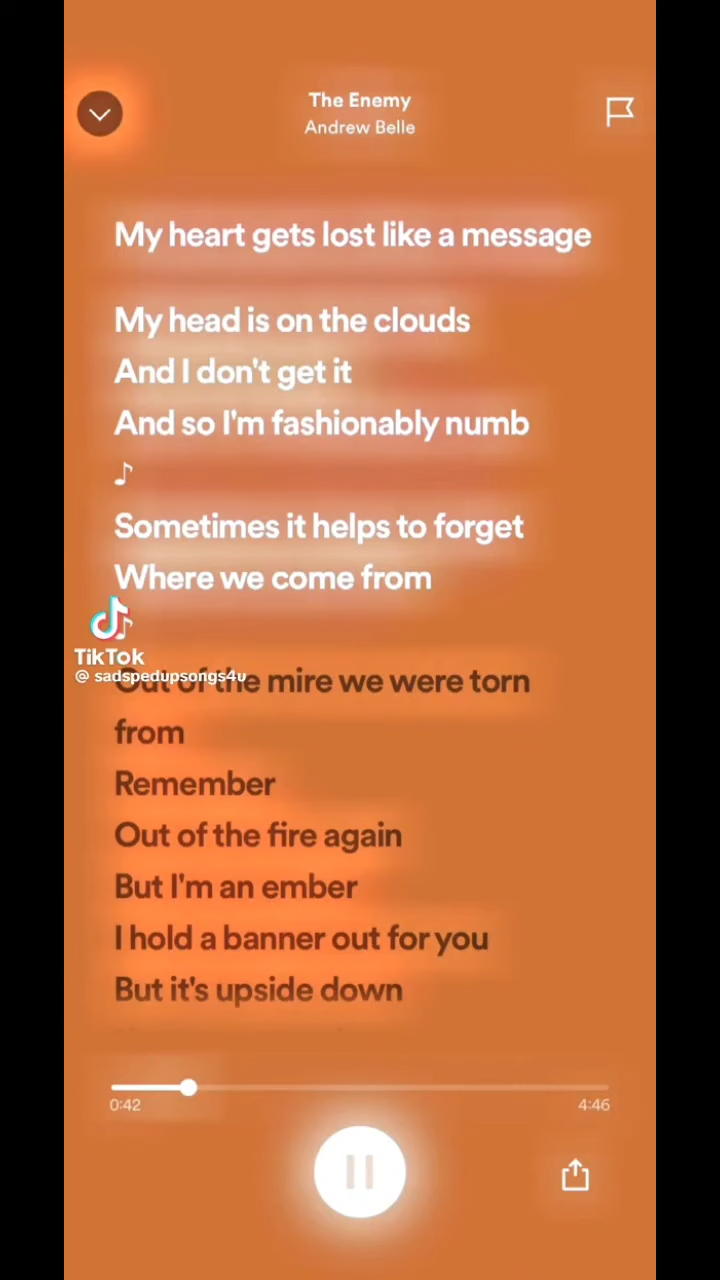 The Enemy
Andrew Belle
My heart gets lost like a message
My head is on the clouds
And I don't get it
And so I'm fashionably numb
♪
Sometimes it helps to forget
Where we come from
TikTok
@ sadspedupsongs4u
Out of the mire we were torn
from
Remember
Out of the fire again
But I'm an ember
I hold a banner out for you
But it's upside down
0:42
4:46